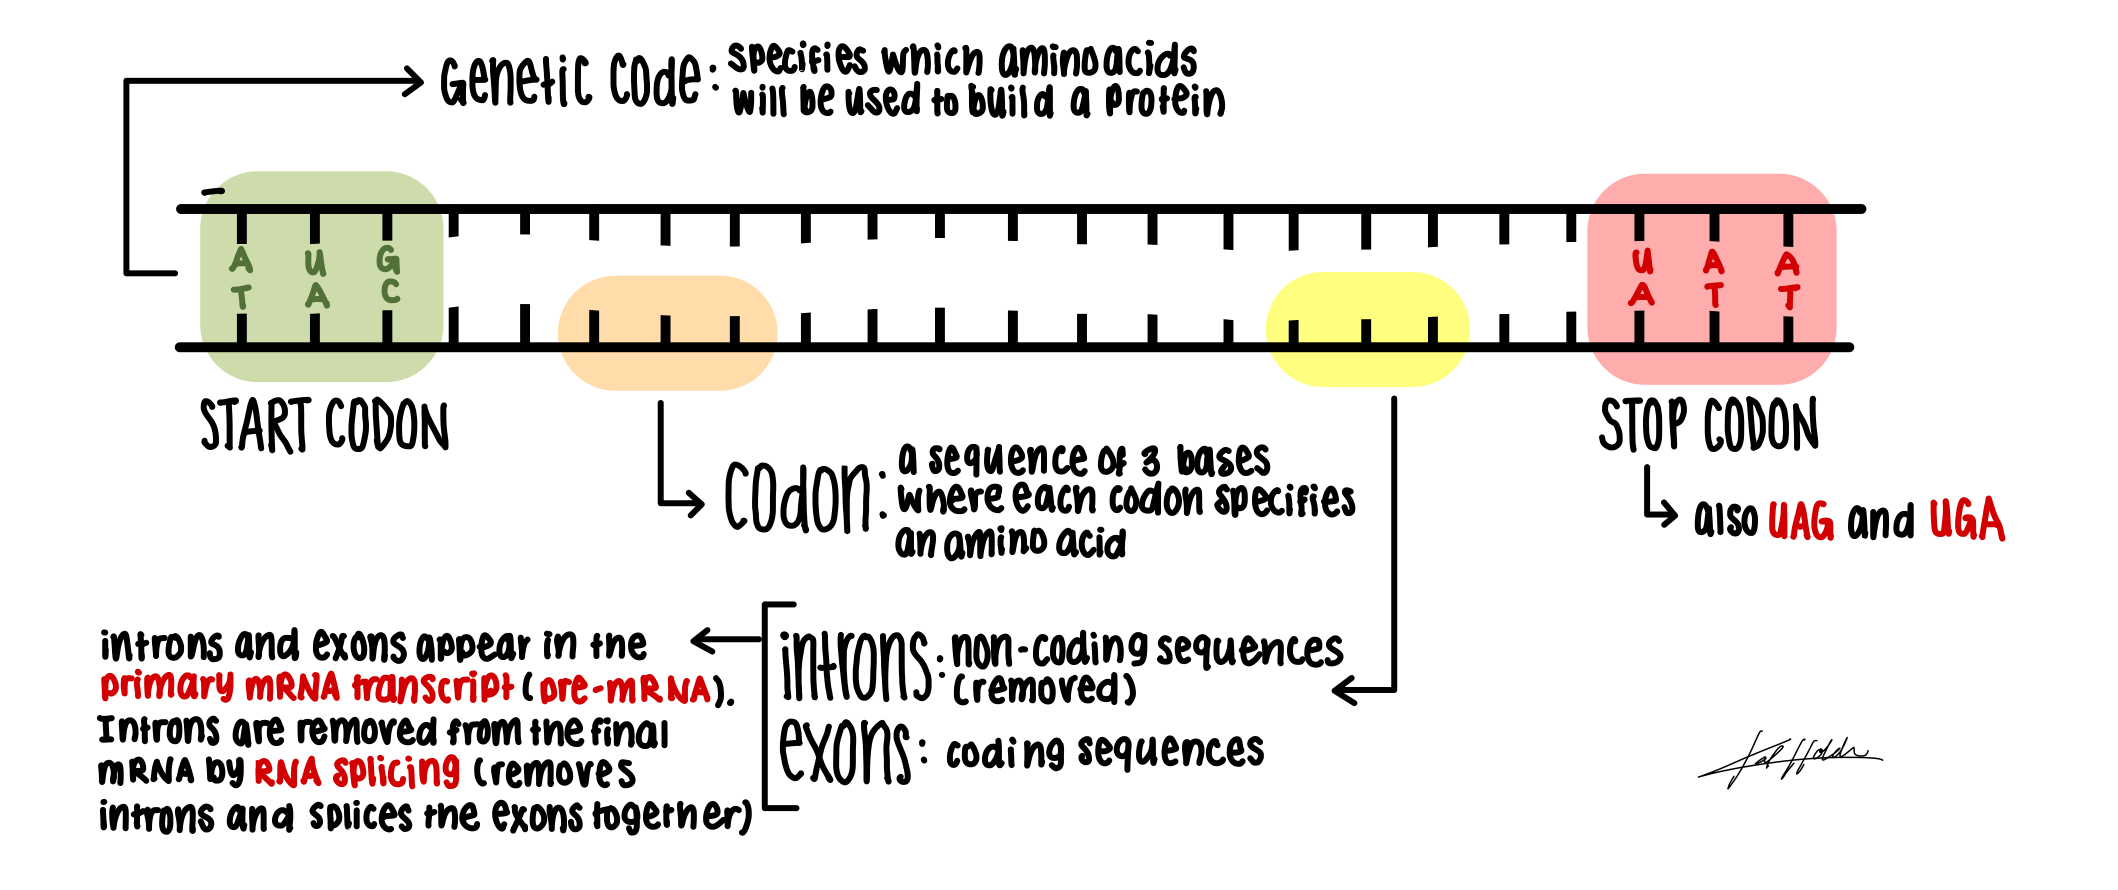 Genetic Code: specifies which amino acids
will be used to build a protein
A U G
T A C
U A A
A T T
START CODON
STOP CODON
also UAG and UGA
codon: a sequence of 3 bases
where each codon specifies
an amino acid
introns: non-coding sequences
(removed)
exons: coding sequences
introns and exons appear in the
primary mRNA transcript (pre-mRNA).
Introns are removed from the final
mRNA by RNA splicing (removes
introns and splices the exons together)